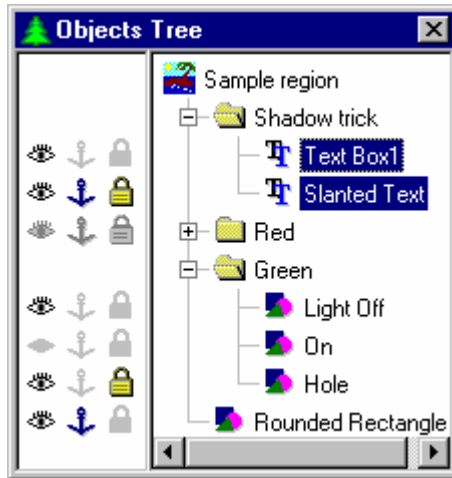 Objects Tree
Sample region
Shadow trick
Text Box1
Slanted Text
Red
Green
Light Off
On
Hole
Rounded Rectangle